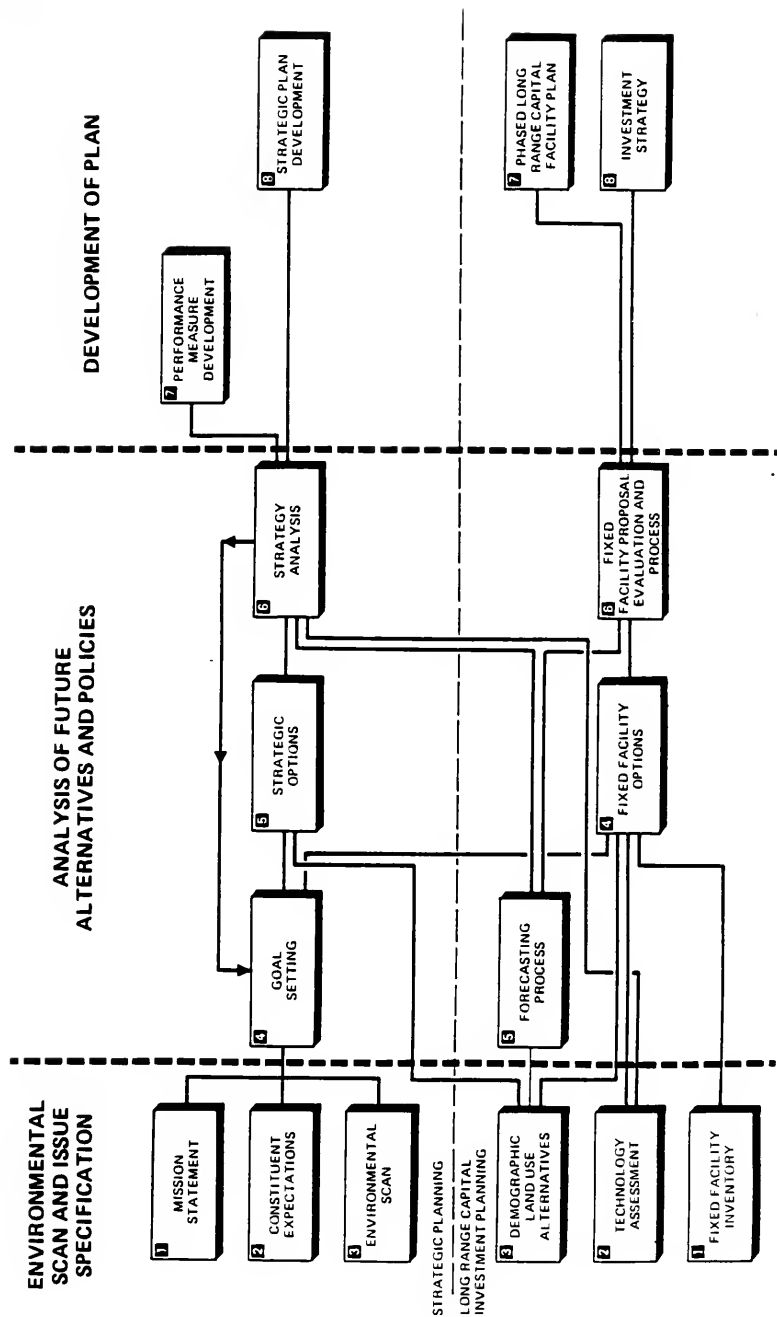 ENVIRONMENTAL
SCAN AND ISSUE
SPECIFICATION
ANALYSIS OF FUTURE
ALTERNATIVES AND POLICIES
DEVELOPMENT OF PLAN
1
MISSION
STATEMENT
2
CONSTITUENT
EXPECTATIONS
3
ENVIRONMENTAL
SCAN
4
GOAL
SETTING
5
STRATEGIC
OPTIONS
6
STRATEGY
ANALYSIS
7
PERFORMANCE
MEASURE
DEVELOPMENT
8
STRATEGIC PLAN
DEVELOPMENT
STRATEGIC PLANNING
LONG RANGE CAPITAL
INVESTMENT PLANNING
3
DEMOGRAPHIC
LAND USE
ALTERNATIVES
2
TECHNOLOGY
ASSESSMENT
1
FIXED FACILITY
INVENTORY
5
FORECASTING
PROCESS
4
FIXED FACILITY
OPTIONS
6
FIXED
FACILITY PROPOSAL
EVALUATION AND
PROCESS
7
PHASED LONG
RANGE CAPITAL
FACILITY PLAN
8
INVESTMENT
STRATEGY